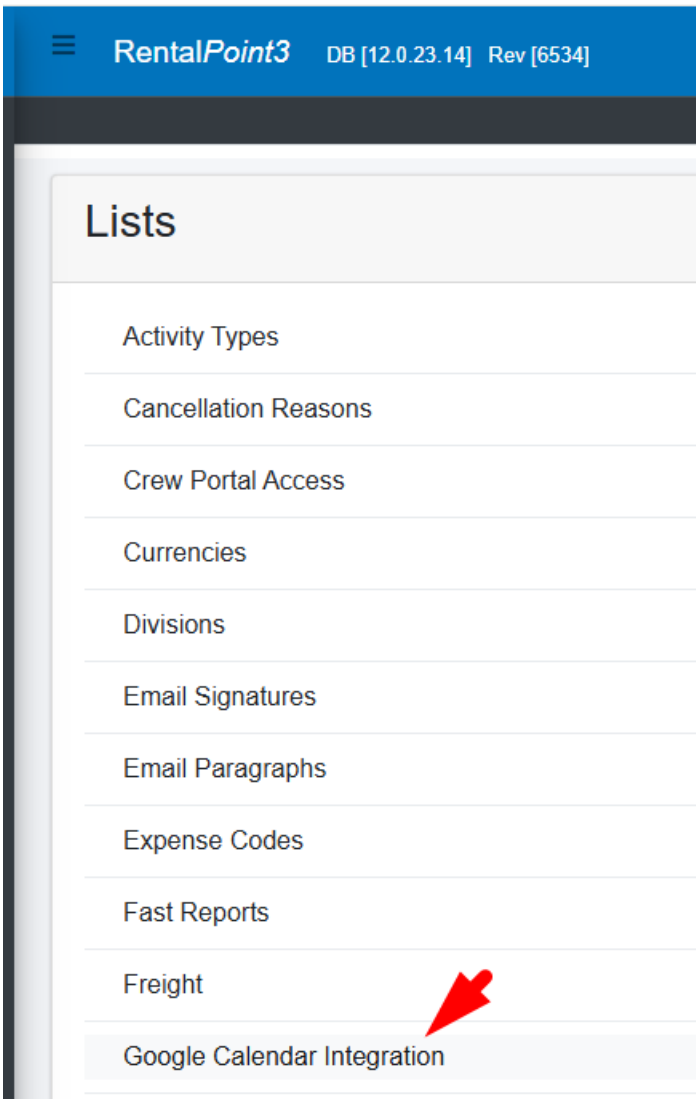 RentalPoint3 DB [12.0.23.14] Rev [6534]
Lists
Activity Types
Cancellation Reasons
Crew Portal Access
Currencies
Divisions
Email Signatures
Email Paragraphs
Expense Codes
Fast Reports
Freight
Google Calendar Integration